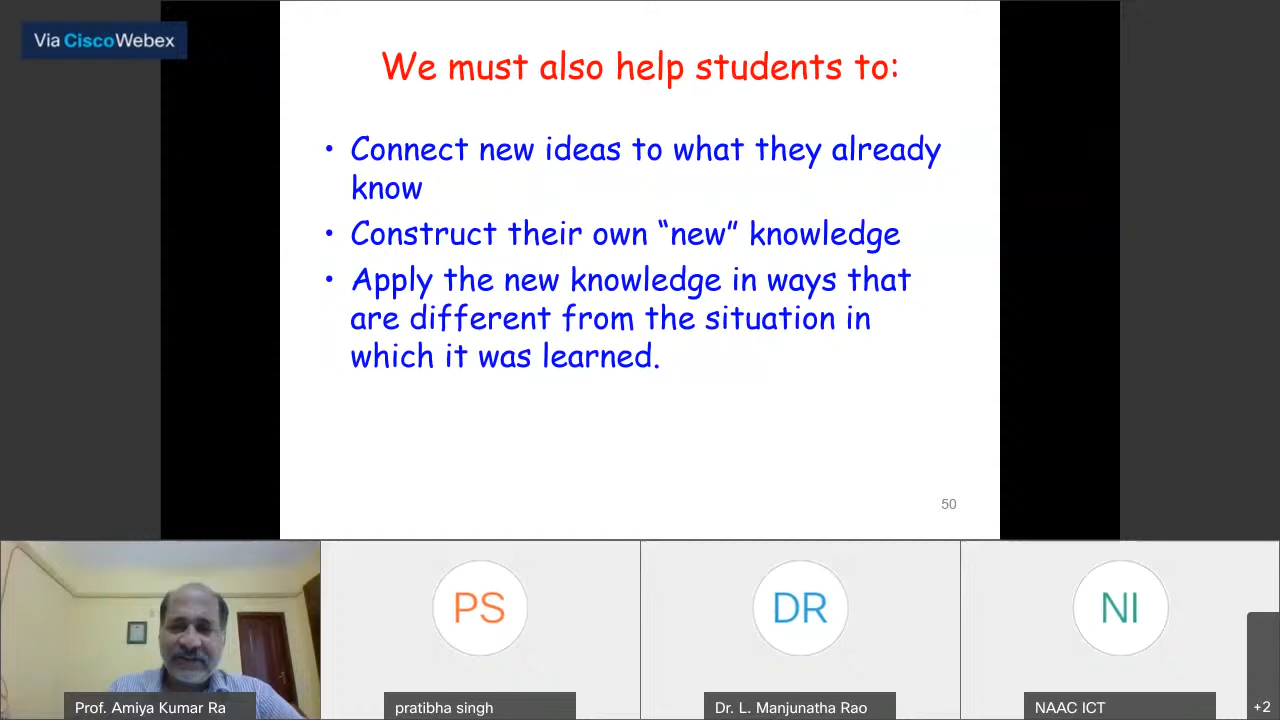 Via Cisco Webex
We must also help students to:
• Connect new ideas to what they already
know
• Construct their own “new” knowledge
• Apply the new knowledge in ways that
are different from the situation in
which it was learned.
50
PS
DR
NI
Prof. Amiya Kumar Ra
pratibha singh
Dr. L. Manjunatha Rao
NAAC ICT
+2